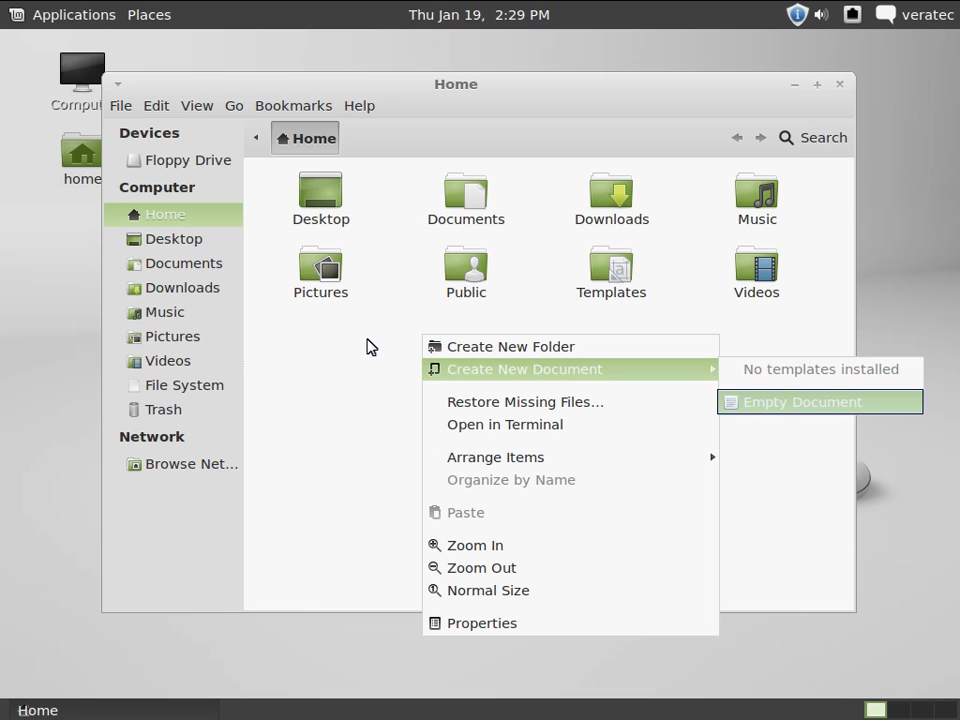 Applications Places Thu Jan 19, 2:29 PM veratec
Comput
home
Home
File Edit View Go Bookmarks Help
Home Search
Devices
Floppy Drive
Computer
Home
Desktop
Documents
Downloads
Music
Pictures
Videos
File System
Trash
Network
Browse Net...
Desktop Documents Downloads Music
Pictures Public Templates Videos
Create New Folder
Create New Document
Restore Missing Files...
Open in Terminal
Arrange Items
Organize by Name
Paste
Zoom In
Zoom Out
Normal Size
Properties
No templates installed
Empty Document
Home